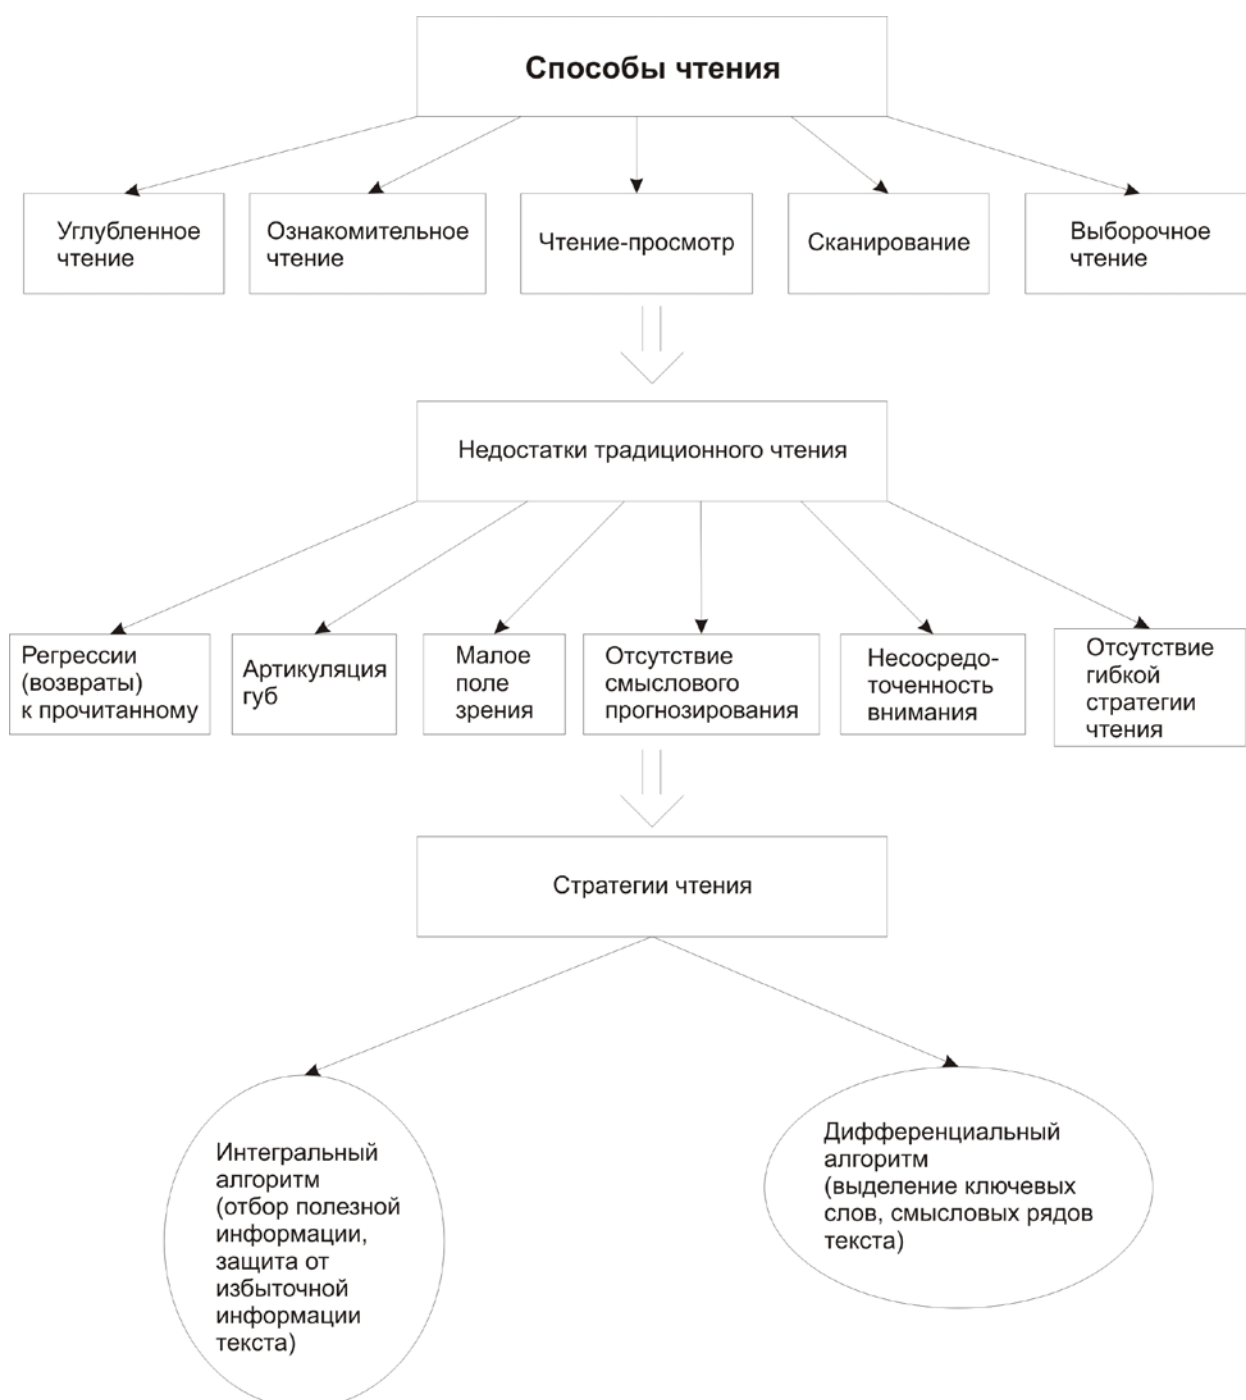 Способы чтения
Углубленное
чтение
Ознакомительное
чтение
Чтение-просмотр
Сканирование
Выборочное
чтение
Недостатки традиционного чтения
Регрессии
(возвраты)
к прочитанному
Артикуляция
губ
Малое
поле
зрения
Отсутствие
смыслового
прогнозирования
Несосредо-
точенность
внимания
Отсутствие
гибкой
стратегии
чтения
Стратегии чтения
Интегральный
алгоритм
(отбор полезной
информации,
защита от
избыточной
информации
текста)
Дифференциальный
алгоритм
(выделение ключевых
слов, смысловых рядов
текста)